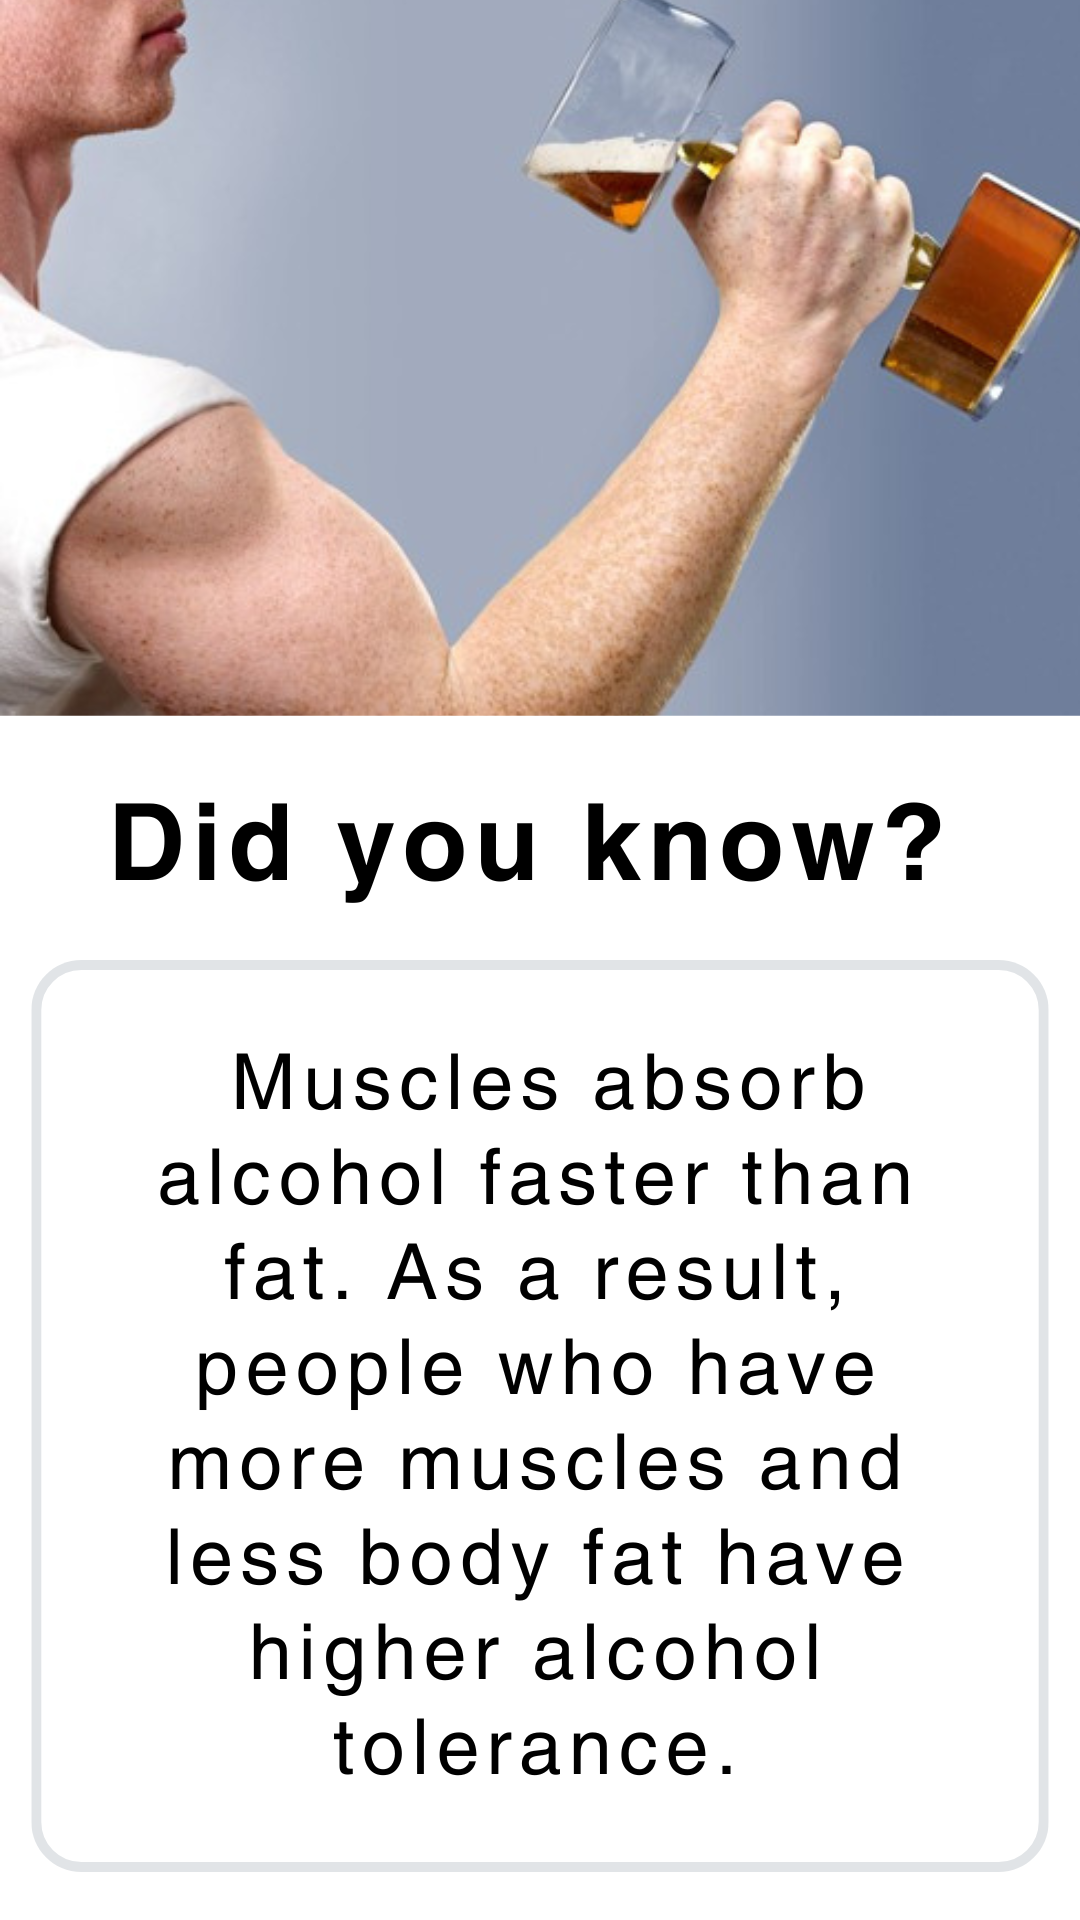 Did you know?
Muscles absorb
alcohol faster than
fat. As a result,
people who have
more muscles and
less body fat have
higher alcohol
tolerance.